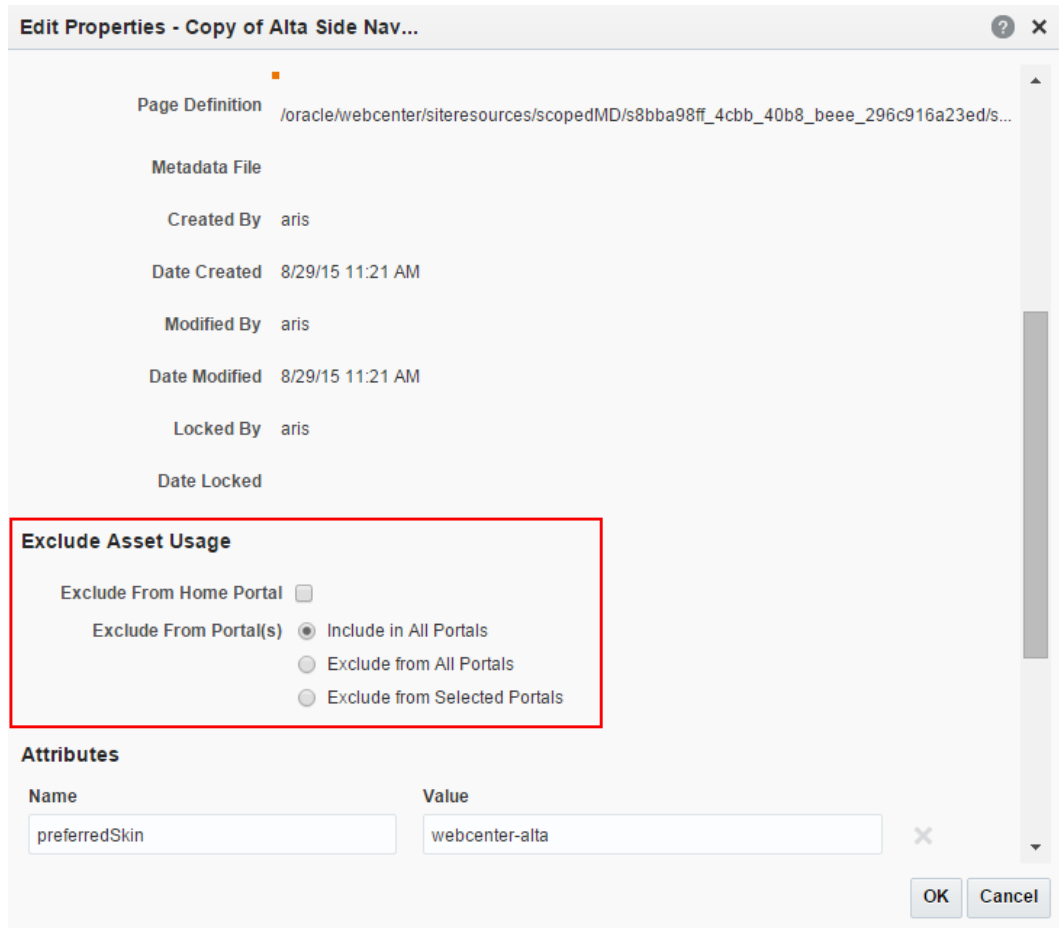 Edit Properties - Copy of Alta Side Nav...
Page Definition /oracle/webcenter/siteresources/scopedMD/s8bba98ff_4cbb_40b8_beee_296c916a23ed/s...
Metadata File
Created By aris
Date Created 8/29/15 11:21 AM
Modified By aris
Date Modified 8/29/15 11:21 AM
Locked By aris
Date Locked
Exclude Asset Usage
Exclude From Home Portal
Exclude From Portal(s) Include in All Portals
Exclude from All Portals
Exclude from Selected Portals
Attributes
Name Value
preferredSkin webcenter-alta
OK Cancel